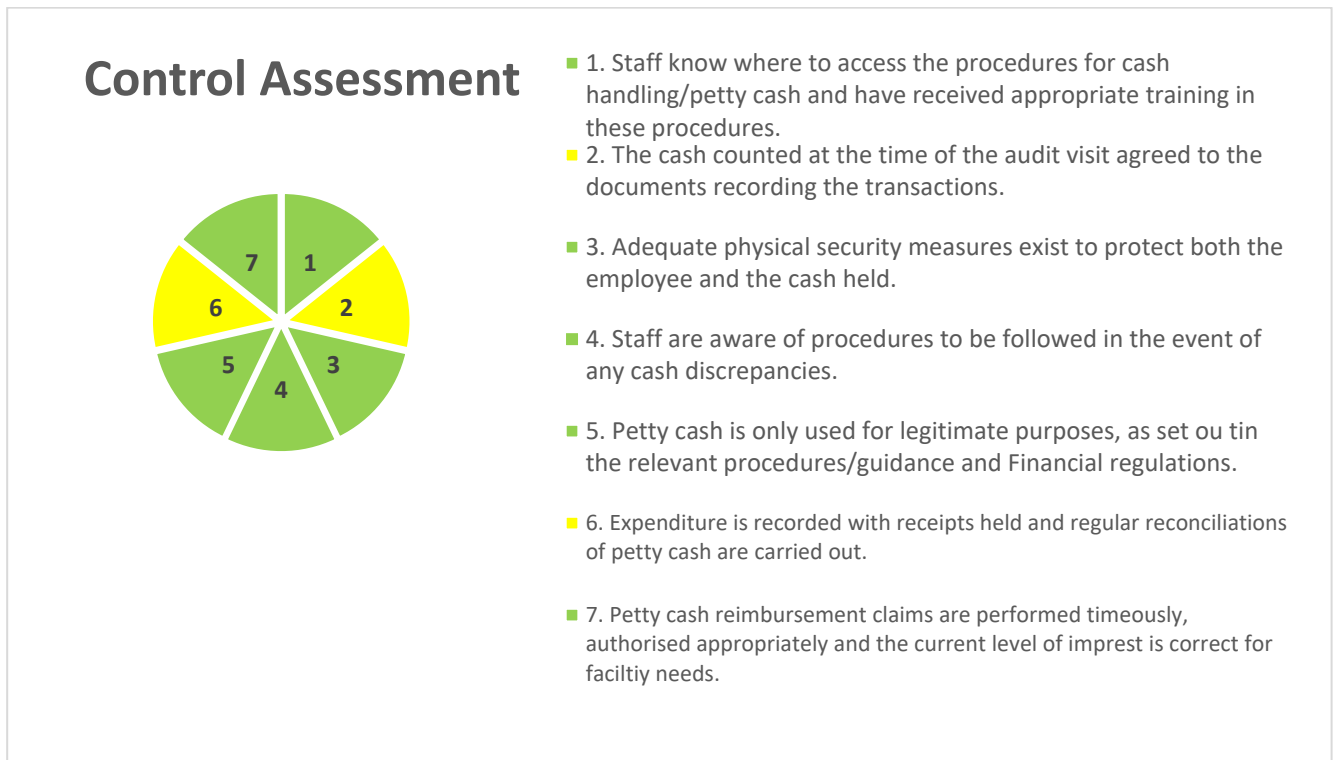 Control Assessment
1. Staff know where to access the procedures for cash
handling/petty cash and have received appropriate training in
these procedures.
2. The cash counted at the time of the audit visit agreed to the
documents recording the transactions.
3. Adequate physical security measures exist to protect both the
employee and the cash held.
4. Staff are aware of procedures to be followed in the event of
any cash discrepancies.
5. Petty cash is only used for legitimate purposes, as set ou tin
the relevant procedures/guidance and Financial regulations.
6. Expenditure is recorded with receipts held and regular reconciliations
of petty cash are carried out.
7. Petty cash reimbursement claims are performed timeously,
authorised appropriately and the current level of imprest is correct for
faciltiy needs.
7 1
6 2
5 3
4